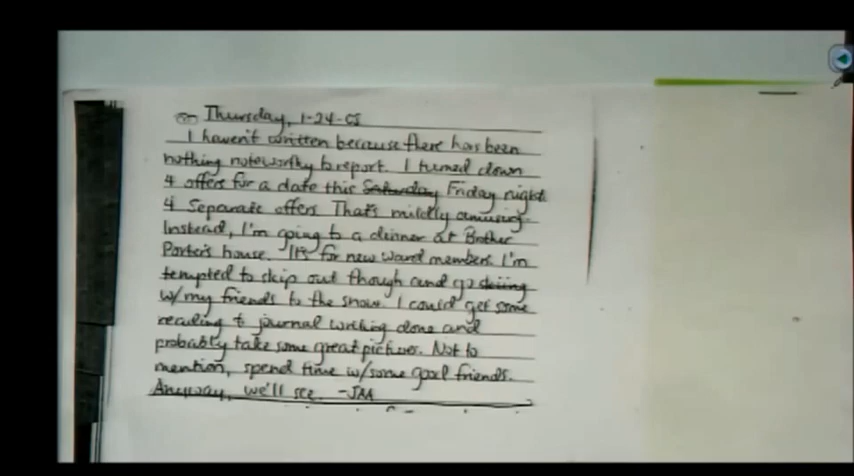 Thursday, 1-24-05
I haven't written because there has been
nothing noteworthy to report. I turned down
4 offers for a date this Saturday Friday night.
4 Separate offers. That's mildly amusing.
Instead, I'm going to a dinner at Brother
Porter's house. It's for new ward members. I'm
tempted to skip out though and go skiing
w/my friends to the snow. I could get some
reading + journal writing done and
probably take some great pictures. Not to
mention, spend time w/some good friends.
Anyway, we'll see. -JAA